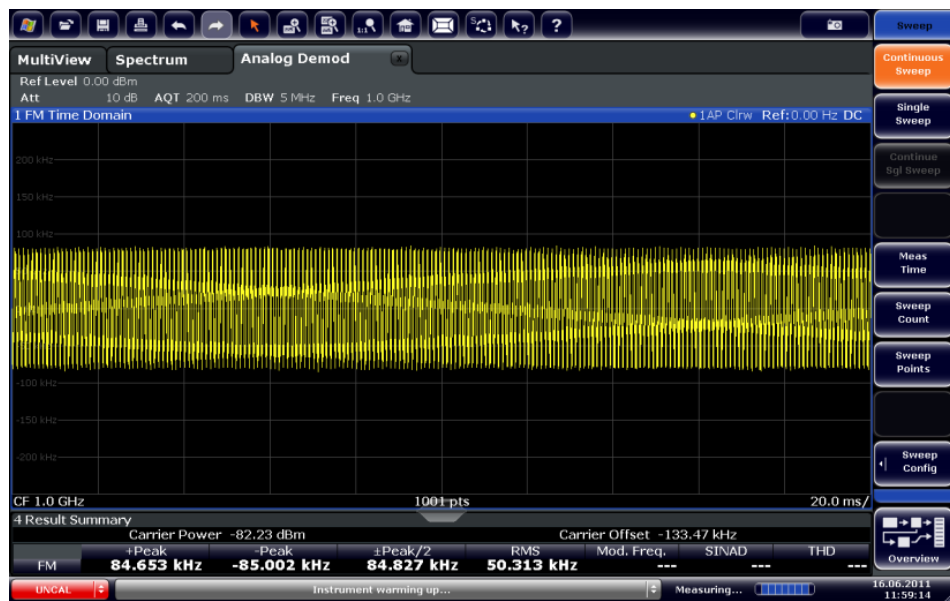 1:1
S
?
?
Sweep
MultiView Spectrum Analog Demod x
Ref Level 0.00 dBm
Att 10 dB AQT 200 ms DBW 5 MHz Freq 1.0 GHz
1 FM Time Domain 1AP Clrw Ref:0.00 Hz DC
200 kHz
150 kHz
100 kHz
-100 kHz
-150 kHz
-200 kHz
CF 1.0 GHz 1001 pts 20.0 ms/
4 Result Summary
Carrier Power -82.23 dBm Carrier Offset -133.47 kHz
+Peak -Peak ±Peak/2 RMS Mod. Freq. SINAD THD
FM 84.653 kHz -85.002 kHz 84.827 kHz 50.313 kHz --- --- ---
UNCAL Instrument warming up... Measuring...
Continuous
Sweep
Single
Sweep
Continue
Sgl Sweep
Meas
Time
Sweep
Count
Sweep
Points
Sweep
Config
Overview
16.06.2011
11:59:14